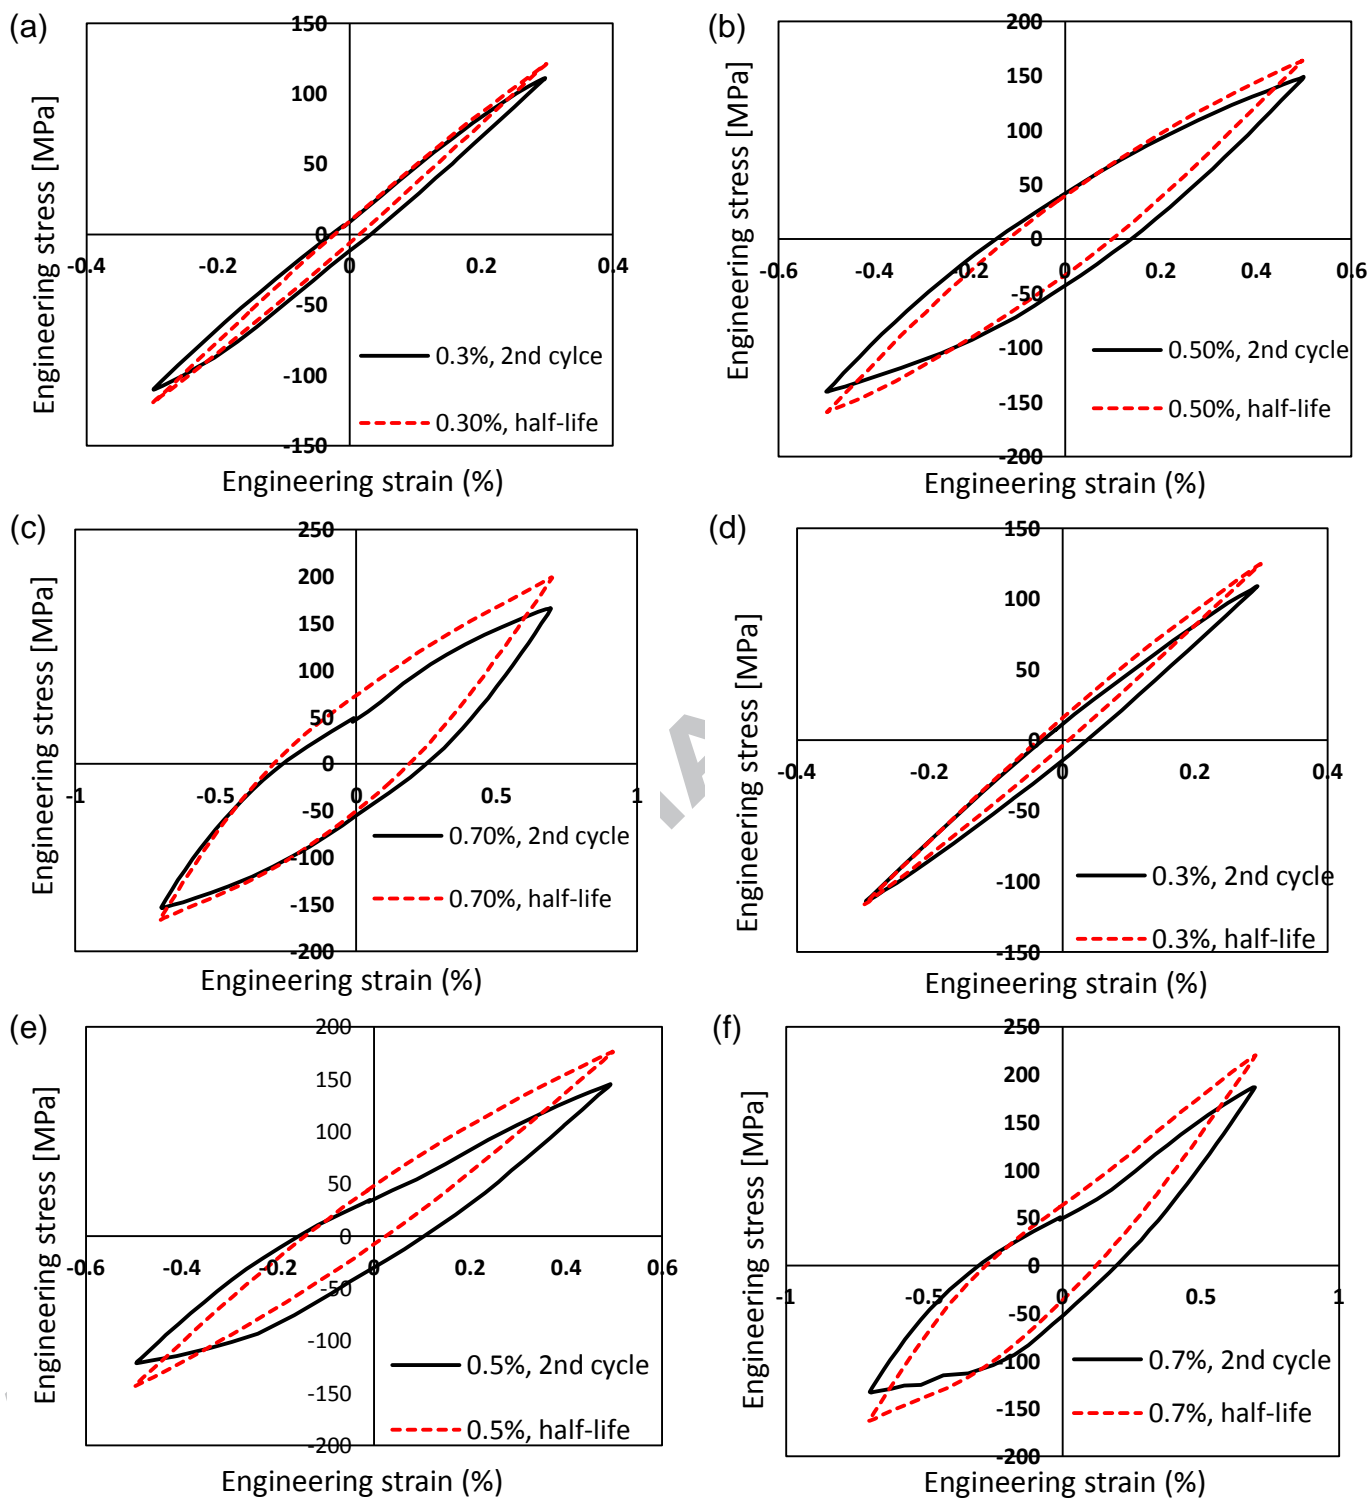 (a)
150
100
50
0
-50
-100
-150
-0.4
-0.2
0
0.2
0.4
Engineering stress [MPa]
Engineering strain (%)
0.3%, 2nd cylce
0.30%, half-life
(b)
200
150
100
50
0
-50
-100
-150
-200
-0.6
-0.4
-0.2
0
0.2
0.4
0.6
Engineering stress [MPa]
Engineering strain (%)
0.50%, 2nd cycle
0.50%, half-life
(c)
250
200
150
100
50
0
-50
-100
-150
-200
-1
-0.5
0
0.5
1
Engineering stress [MPa]
Engineering strain (%)
0.70%, 2nd cycle
0.70%, half-life
(d)
150
100
50
0
-50
-100
-150
-0.4
-0.2
0
0.2
0.4
Engineering stress [MPa]
Engineering strain (%)
0.3%, 2nd cycle
0.3%, half-life
(e)
200
150
100
50
0
-50
-100
-150
-200
-0.6
-0.4
-0.2
0
0.2
0.4
0.6
Engineering stress [MPa]
Engineering strain (%)
0.5%, 2nd cycle
0.5%, half-life
(f)
250
200
150
100
50
0
-50
-100
-150
-200
-1
-0.5
0
0.5
1
Engineering stress [MPa]
Engineering strain (%)
0.7%, 2nd cycle
0.7%, half-life